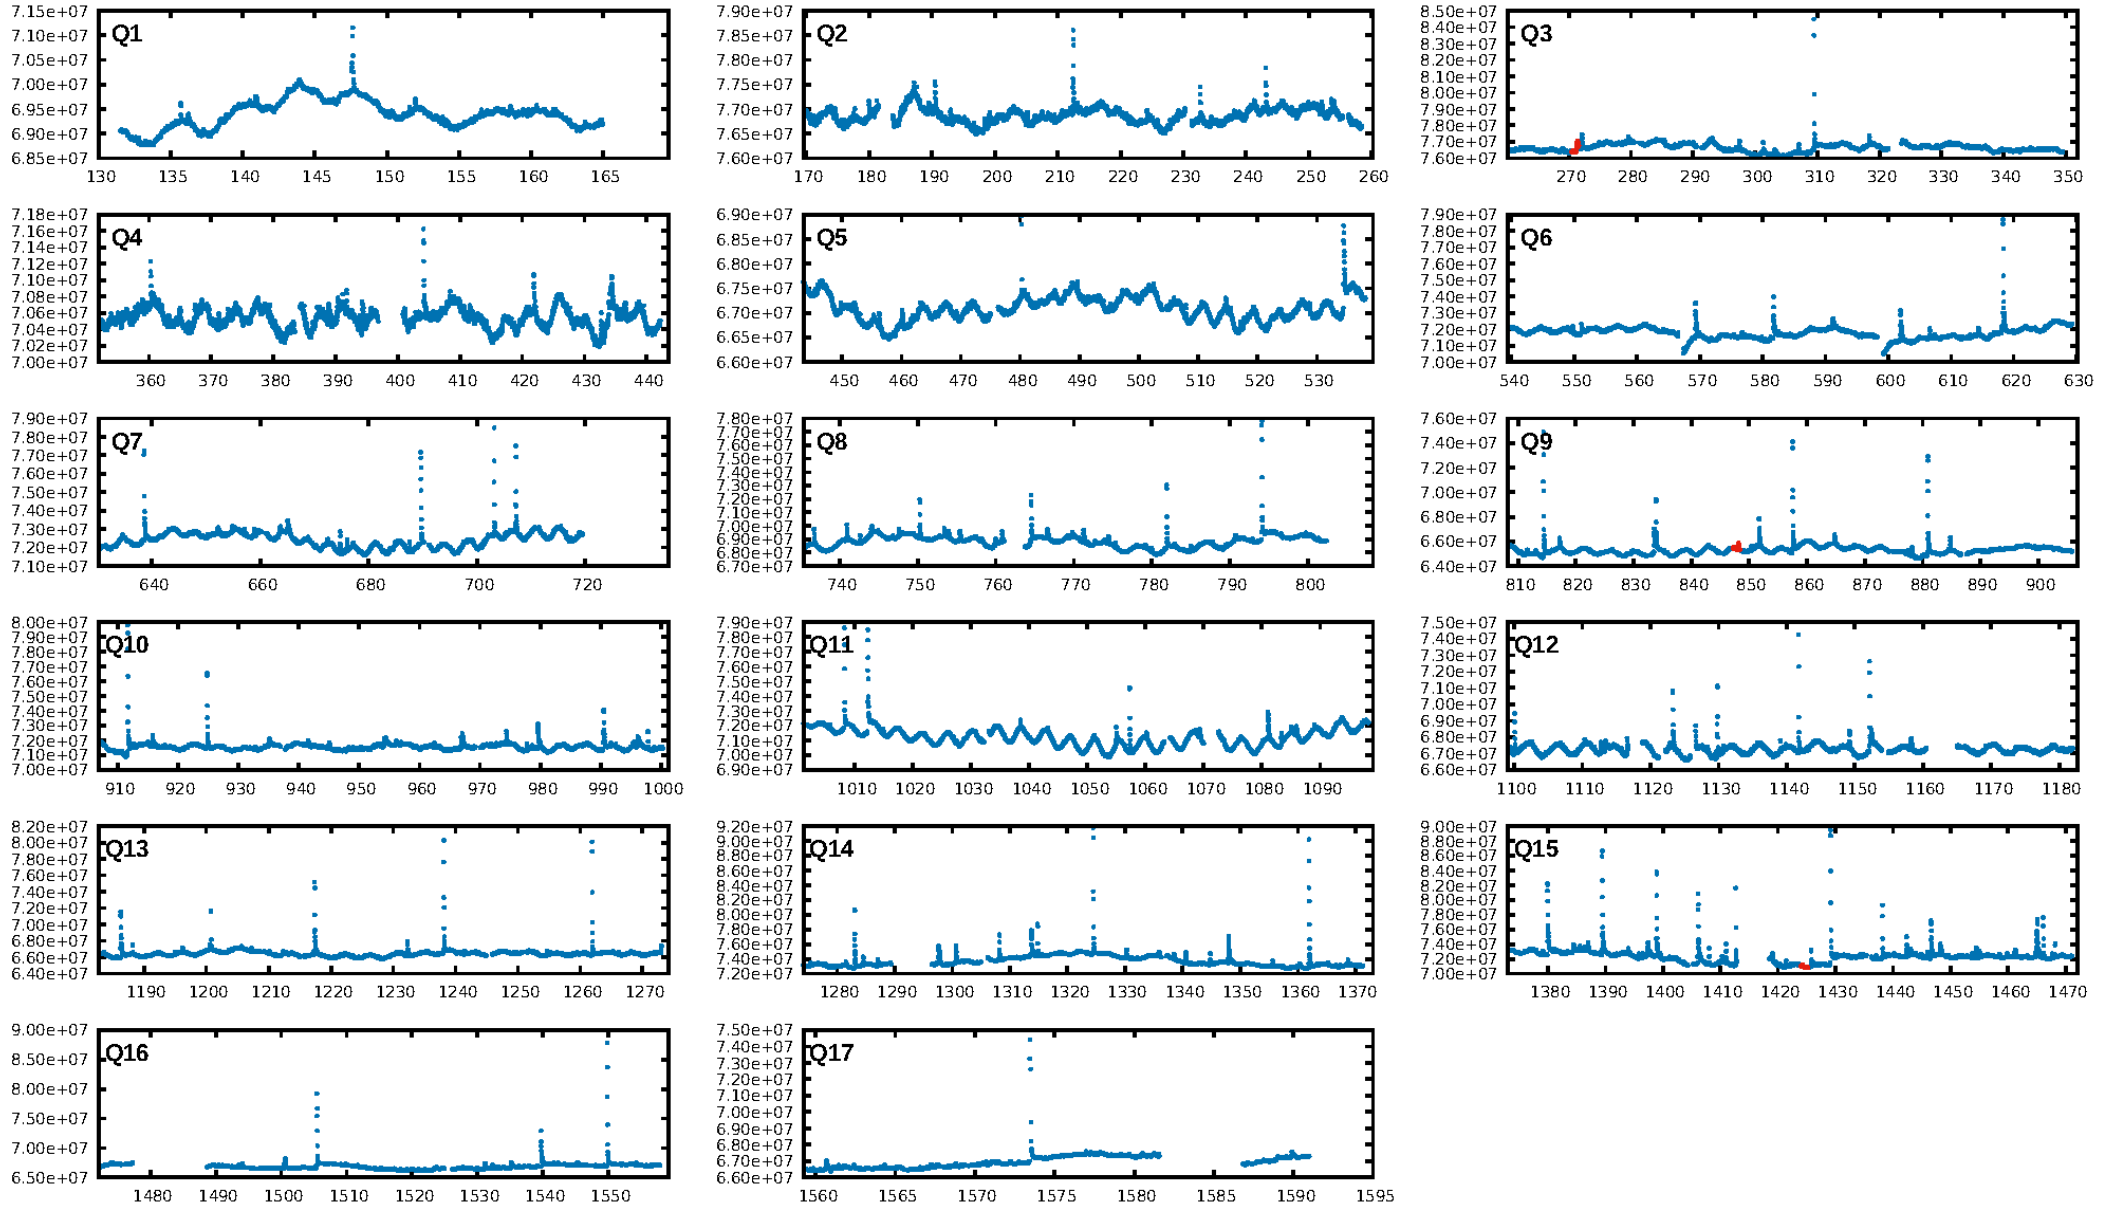 Q1
7.15e+07
7.10e+07
7.05e+07
7.00e+07
6.95e+07
6.90e+07
6.85e+07
130 135 140 145 150 155 160 165
Q2
7.90e+07
7.85e+07
7.80e+07
7.75e+07
7.70e+07
7.65e+07
7.60e+07
170 180 190 200 210 220 230 240 250 260
Q3
8.50e+07
8.40e+07
8.30e+07
8.20e+07
8.10e+07
8.00e+07
7.90e+07
7.80e+07
7.70e+07
7.60e+07
270 280 290 300 310 320 330 340 350
Q4
7.18e+07
7.16e+07
7.14e+07
7.12e+07
7.10e+07
7.08e+07
7.06e+07
7.04e+07
7.02e+07
7.00e+07
360 370 380 390 400 410 420 430 440
Q5
6.90e+07
6.85e+07
6.80e+07
6.75e+07
6.70e+07
6.65e+07
6.60e+07
450 460 470 480 490 500 510 520 530
Q6
7.90e+07
7.80e+07
7.70e+07
7.60e+07
7.50e+07
7.40e+07
7.30e+07
7.20e+07
7.10e+07
7.00e+07
540 550 560 570 580 590 600 610 620 630
Q7
7.90e+07
7.80e+07
7.70e+07
7.60e+07
7.50e+07
7.40e+07
7.30e+07
7.20e+07
7.10e+07
640 660 680 700 720
Q8
7.80e+07
7.70e+07
7.60e+07
7.50e+07
7.40e+07
7.30e+07
7.20e+07
7.10e+07
7.00e+07
6.90e+07
6.80e+07
6.70e+07
740 750 760 770 780 790 800
Q9
7.60e+07
7.40e+07
7.20e+07
7.00e+07
6.80e+07
6.60e+07
6.40e+07
810 820 830 840 850 860 870 880 890 900
Q10
8.00e+07
7.90e+07
7.80e+07
7.70e+07
7.60e+07
7.50e+07
7.40e+07
7.30e+07
7.20e+07
7.10e+07
7.00e+07
910 920 930 940 950 960 970 980 990 1000
Q11
7.90e+07
7.80e+07
7.70e+07
7.60e+07
7.50e+07
7.40e+07
7.30e+07
7.20e+07
7.10e+07
7.00e+07
6.90e+07
1010 1020 1030 1040 1050 1060 1070 1080 1090
Q12
7.50e+07
7.40e+07
7.30e+07
7.20e+07
7.10e+07
7.00e+07
6.90e+07
6.80e+07
6.70e+07
6.60e+07
1100 1110 1120 1130 1140 1150 1160 1170 1180
Q13
8.20e+07
8.00e+07
7.80e+07
7.60e+07
7.40e+07
7.20e+07
7.00e+07
6.80e+07
6.60e+07
6.40e+07
1190 1200 1210 1220 1230 1240 1250 1260 1270
Q14
9.20e+07
9.00e+07
8.80e+07
8.60e+07
8.40e+07
8.20e+07
8.00e+07
7.80e+07
7.60e+07
7.40e+07
7.20e+07
1280 1290 1300 1310 1320 1330 1340 1350 1360 1370
Q15
9.00e+07
8.80e+07
8.60e+07
8.40e+07
8.20e+07
8.00e+07
7.80e+07
7.60e+07
7.40e+07
7.20e+07
7.00e+07
1380 1390 1400 1410 1420 1430 1440 1450 1460 1470
Q16
9.00e+07
8.50e+07
8.00e+07
7.50e+07
7.00e+07
6.50e+07
1480 1490 1500 1510 1520 1530 1540 1550
Q17
7.50e+07
7.40e+07
7.30e+07
7.20e+07
7.10e+07
7.00e+07
6.90e+07
6.80e+07
6.70e+07
6.60e+07
1560 1565 1570 1575 1580 1585 1590 1595